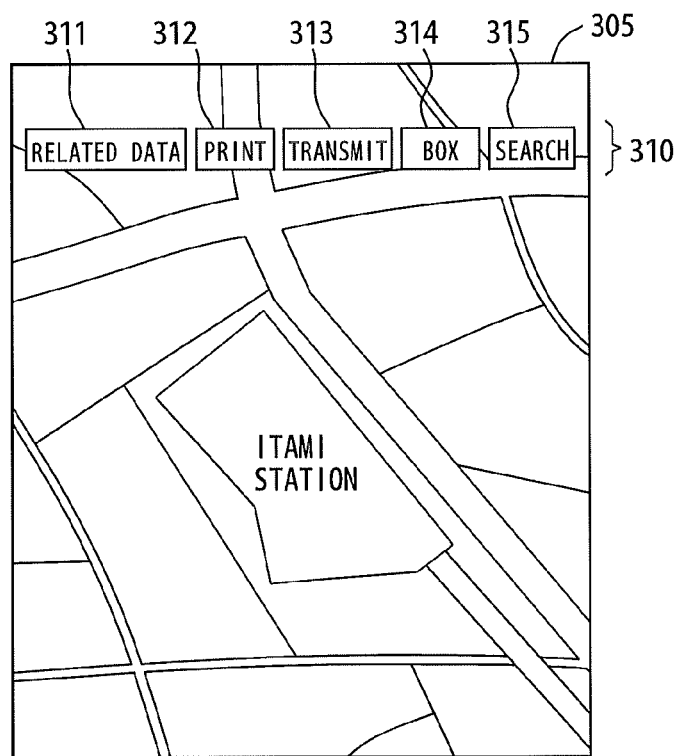 311 312 313 314 315 305
RELATED DATA PRINT TRANSMIT BOX SEARCH
310
ITAMI
STATION